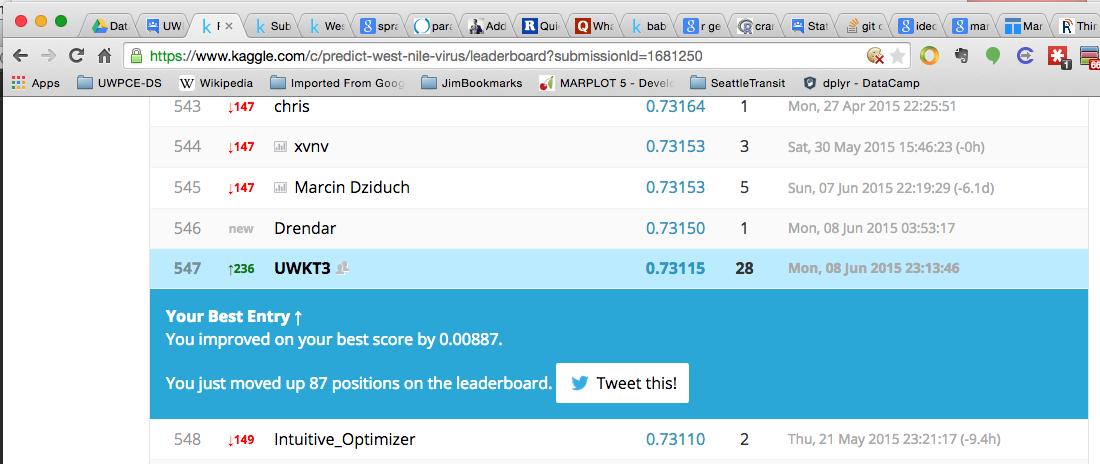 Dat UW F Sub Wes spra para Add Quic Wha bab r ge cran Stat git c ideo mar Mar Thin
https://www.kaggle.com/c/predict-west-nile-virus/leaderboard?submissionId=1681250
Apps UWPCE-DS Wikipedia Imported From Goog JimBookmarks MARPLOT 5 - Develo SeattleTransit dplyr - DataCamp
543 ↓147 chris 0.73164 1 Mon, 27 Apr 2015 22:25:51
544 ↓147 xvnv 0.73153 3 Sat, 30 May 2015 15:46:23 (-0h)
545 ↓147 Marcin Dziduch 0.73153 5 Sun, 07 Jun 2015 22:19:29 (-6.1d)
546 new Drendar 0.73150 1 Mon, 08 Jun 2015 03:53:17
547 ↑236 UWKT3 0.73115 28 Mon, 08 Jun 2015 23:13:46
Your Best Entry ↑
You improved on your best score by 0.00887.
You just moved up 87 positions on the leaderboard. Tweet this!
548 ↓149 Intuitive_Optimizer 0.73110 2 Thu, 21 May 2015 23:21:17 (-9.4h)